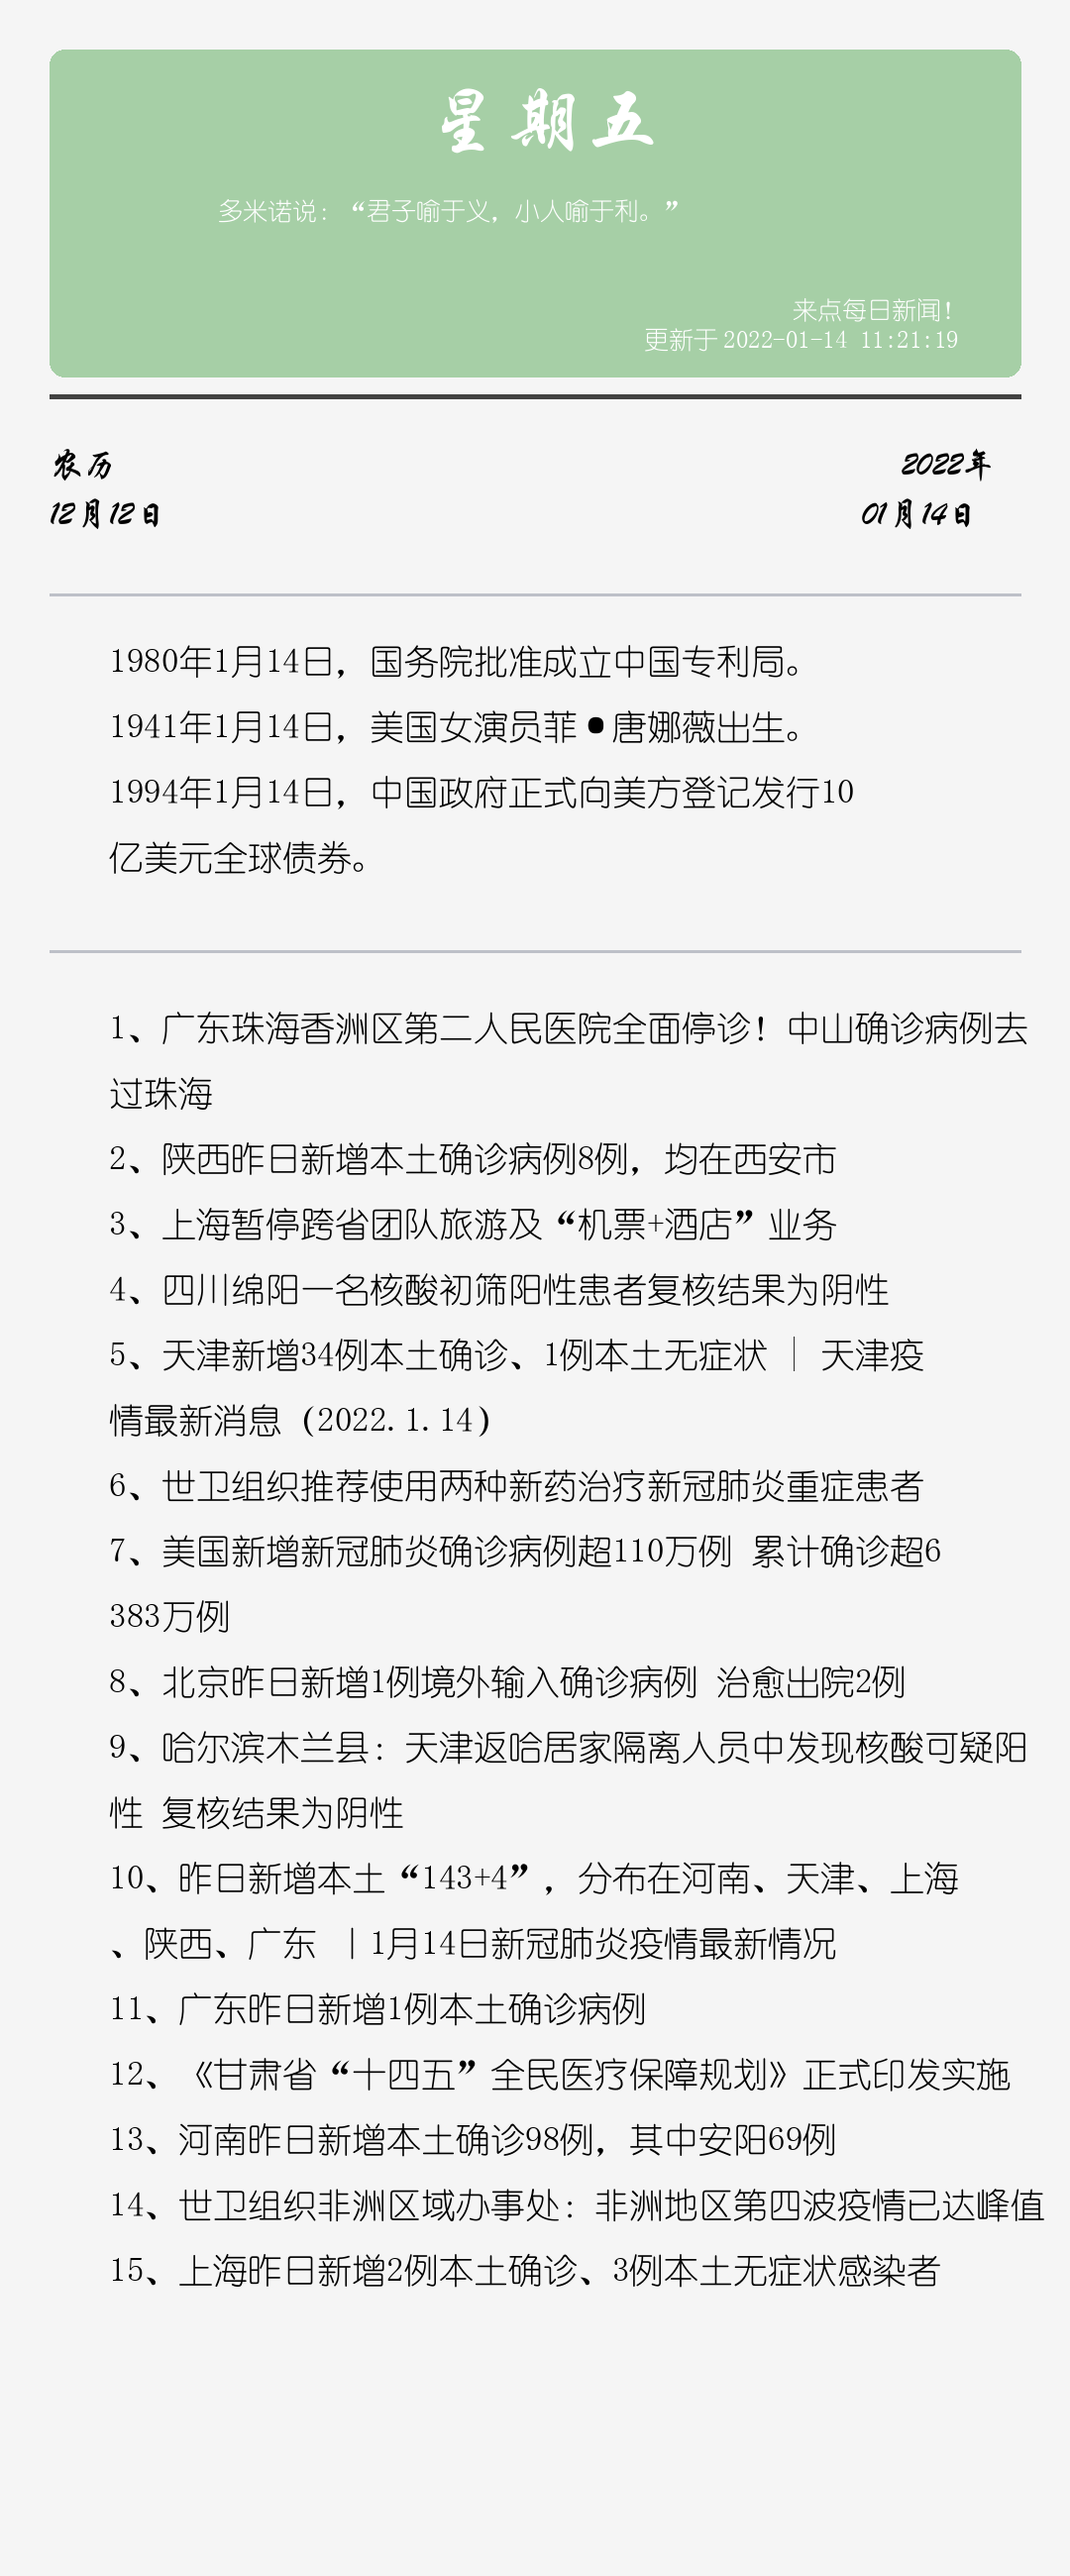 星期五
多米诺说：“君子喻于义，小人喻于利。”
来点每日新闻！
更新于 2022-01-14 11:21:19
农历
2022年
12月12日
01月14日
1980年1月14日，国务院批准成立中国专利局。
1941年1月14日，美国女演员菲●唐娜薇出生。
1994年1月14日，中国政府正式向美方登记发行10
亿美元全球债券。
1、广东珠海香洲区第二人民医院全面停诊！中山确诊病例去
过珠海
2、陕西昨日新增本土确诊病例8例，均在西安市
3、上海暂停跨省团队旅游及“机票+酒店”业务
4、四川绵阳一名核酸初筛阳性患者复核结果为阴性
5、天津新增34例本土确诊、1例本土无症状 │ 天津疫
情最新消息（2022.1.14）
6、世卫组织推荐使用两种新药治疗新冠肺炎重症患者
7、美国新增新冠肺炎确诊病例超110万例 累计确诊超6
383万例
8、北京昨日新增1例境外输入确诊病例 治愈出院2例
9、哈尔滨木兰县：天津返哈居家隔离人员中发现核酸可疑阳
性 复核结果为阴性
10、昨日新增本土“143+4”，分布在河南、天津、上海
、陕西、广东 丨1月14日新冠肺炎疫情最新情况
11、广东昨日新增1例本土确诊病例
12、《甘肃省“十四五”全民医疗保障规划》正式印发实施
13、河南昨日新增本土确诊98例，其中安阳69例
14、世卫组织非洲区域办事处：非洲地区第四波疫情已达峰值
15、上海昨日新增2例本土确诊、3例本土无症状感染者